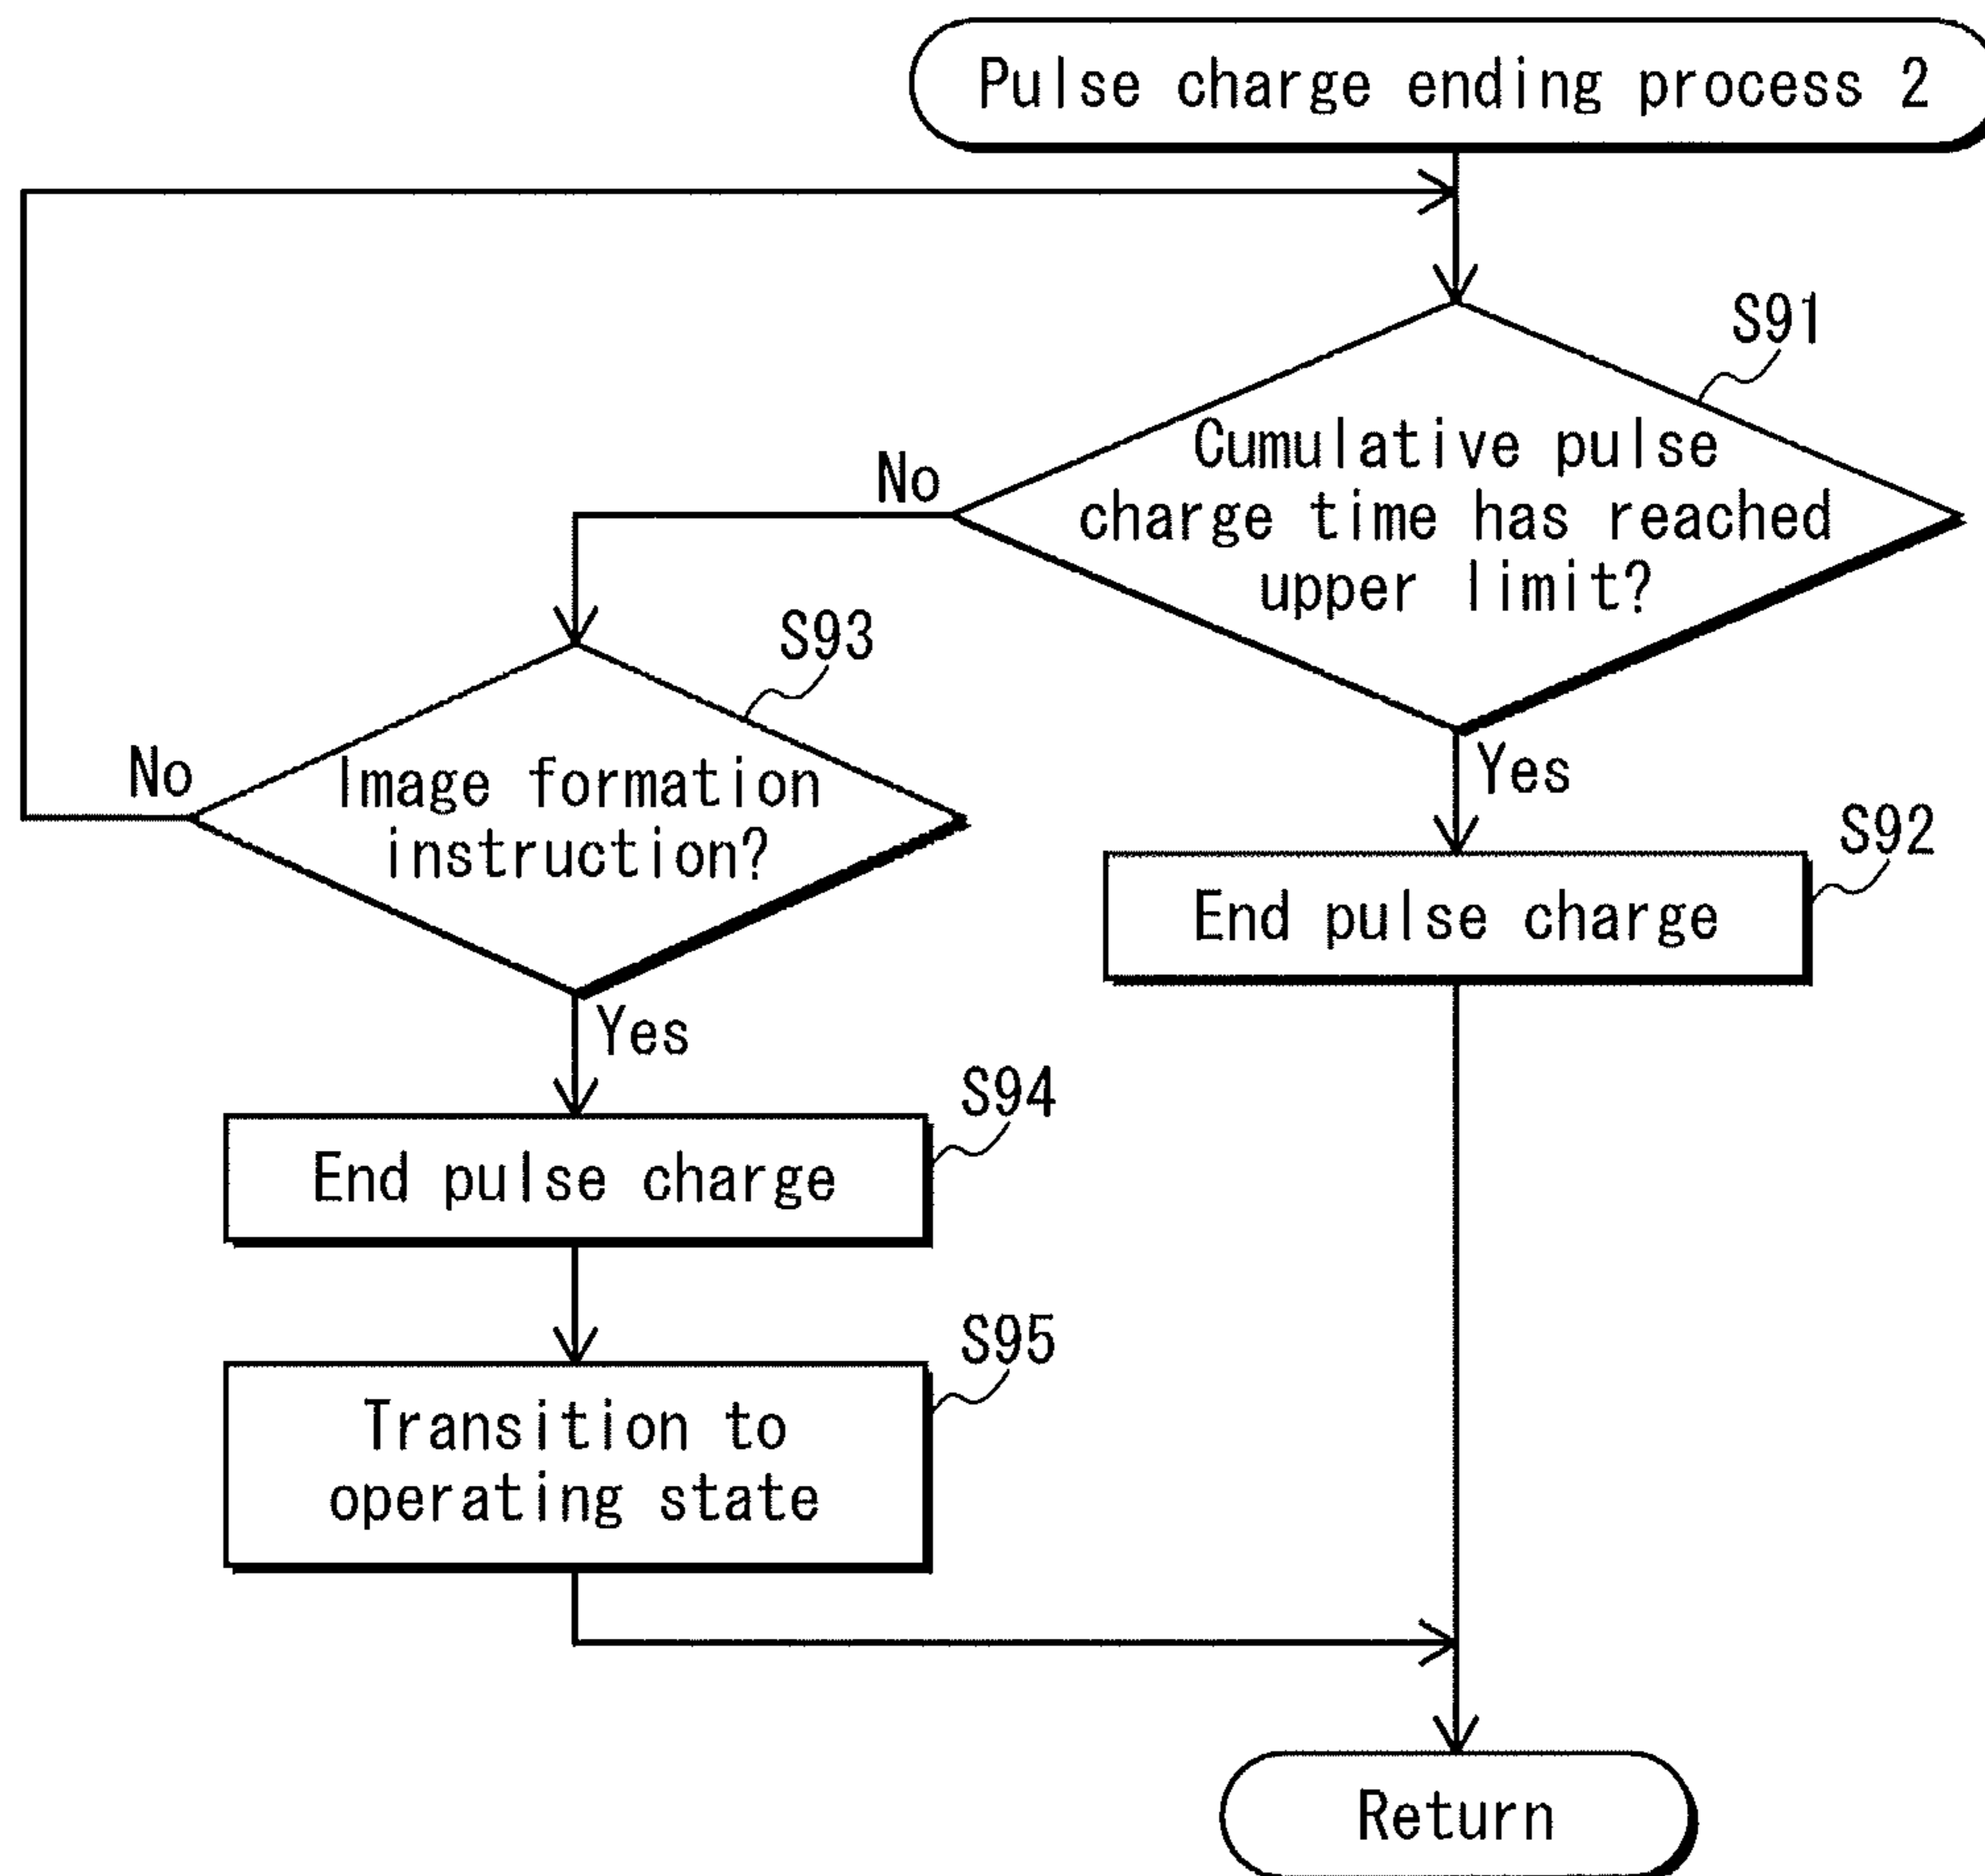 Pulse charge ending process 2
S91
Cumulative pulse
charge time has reached
upper limit?
No
Yes
S93
Image formation
instruction?
No
Yes
S92
End pulse charge
S94
End pulse charge
S95
Transition to
operating state
Return